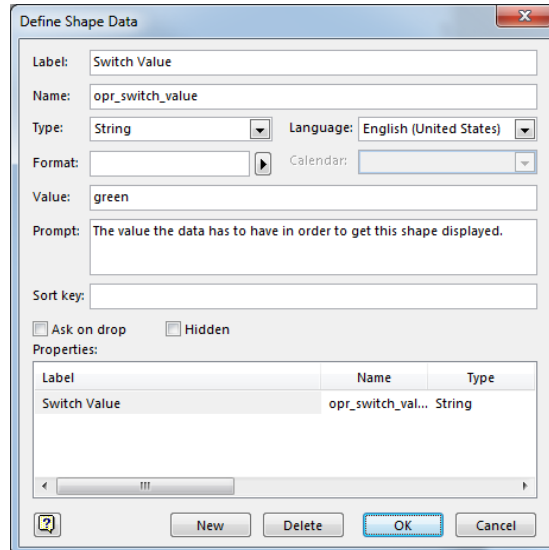 Define Shape Data
Label: Switch Value
Name: opr_switch_value
Type: String Language: English (United States)
Format: Calendar:
Value: green
Prompt: The value the data has to have in order to get this shape displayed.
Sort key:
Ask on drop Hidden
Properties:
Label Name Type
Switch Value opr_switch_val... String
New Delete OK Cancel